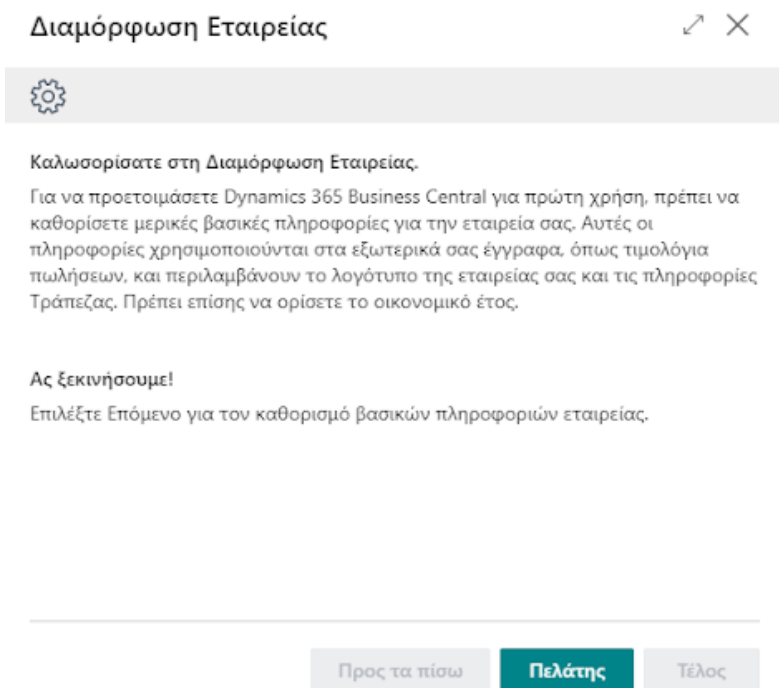 Διαμόρφωση Εταιρείας
Καλωσορίσατε στη Διαμόρφωση Εταιρείας.
Για να προετοιμάσετε Dynamics 365 Business Central για πρώτη χρήση, πρέπει να
καθορίσετε μερικές βασικές πληροφορίες για την εταιρεία σας. Αυτές οι
πληροφορίες χρησιμοποιούνται στα εξωτερικά σας έγγραφα, όπως τιμολόγια
πωλήσεων, και περιλαμβάνουν το λογότυπο της εταιρείας σας και τις πληροφορίες
Τράπεζας. Πρέπει επίσης να ορίσετε το οικονομικό έτος.
Ας ξεκινήσουμε!
Επιλέξτε Επόμενο για τον καθορισμό βασικών πληροφοριών εταιρείας.
Προς τα πίσω Πελάτης Τέλος